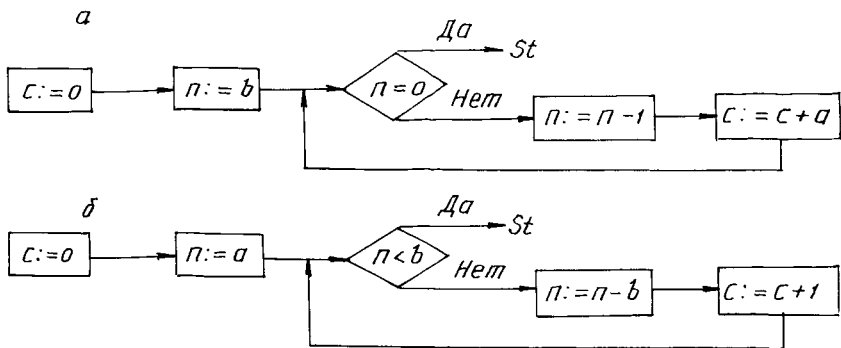 а
Да
St
c:=0
n:=b
n=0
Нет
n:=n-1
c:=c+a
б
Да
St
c:=0
n:=a
n<b
Нет
n:=n-b
c:=c+1